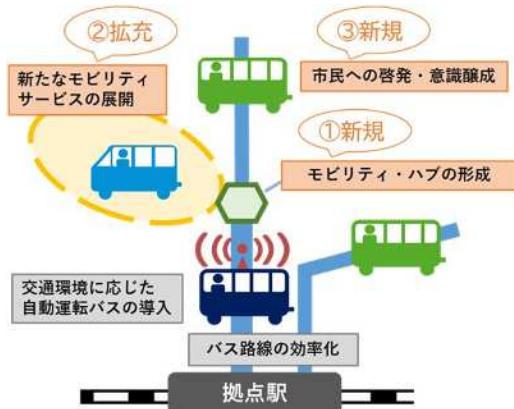 ②拡充
新たなモビリティ
サービスの展開
③新規
市民への啓発・意識醸成
①新規
モビリティ・ハブの形成
交通環境に応じた
自動運転バスの導入
バス路線の効率化
拠点駅